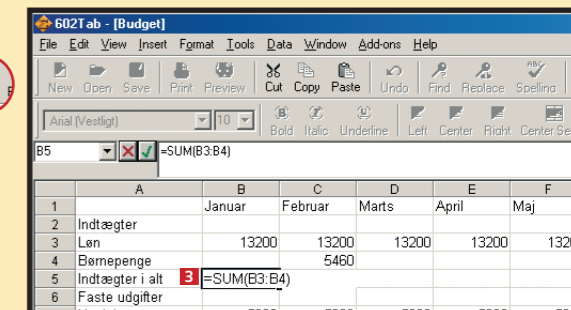 602Tab - [Budget]
File Edit View Insert Format Tools Data Window Add-ons Help
New Open Save Print Preview Cut Copy Paste Undo Find Replace Spelling
Arial (Vestligt) 10 Bold Italic Underline Left Center Right Center Se
B5 =SUM(B3:B4)
A B C D E F
1 Januar Februar Marts April Maj
2 Indtægter
3 Løn 13200 13200 13200 13200 1320
4 Børnepenge 5460
5 Indtægter i alt 3 =SUM(B3:B4)
6 Faste udgifter